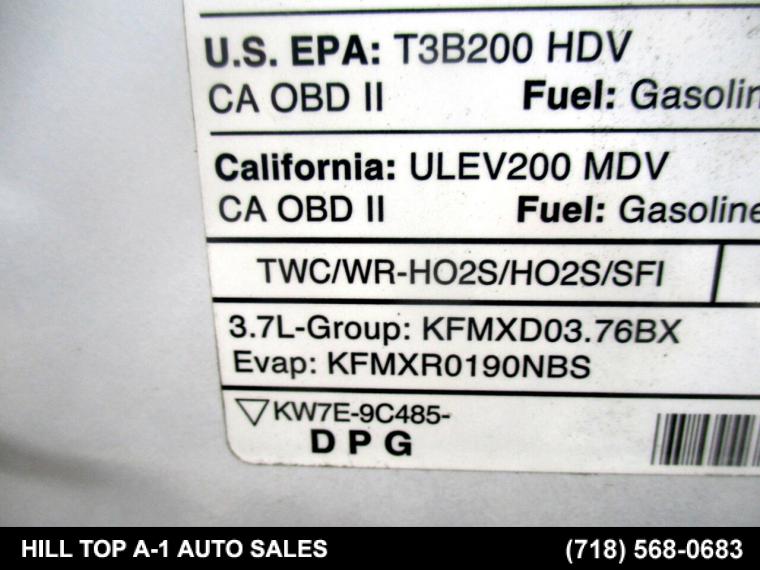 U.S. EPA: T3B200 HDV
CA OBD II Fuel:
California: ULEV200 MDV
CA OBD II Fuel: Gasoline
TWC/WR-HO2S/HO2S/SFI
3.7L-Group: KFMXD03.76BX
Evap: KFMXR0190NBS
▽KW7E-9C485-
DPG
HILL TOP A-1 AUTO SALES (718) 568-0683